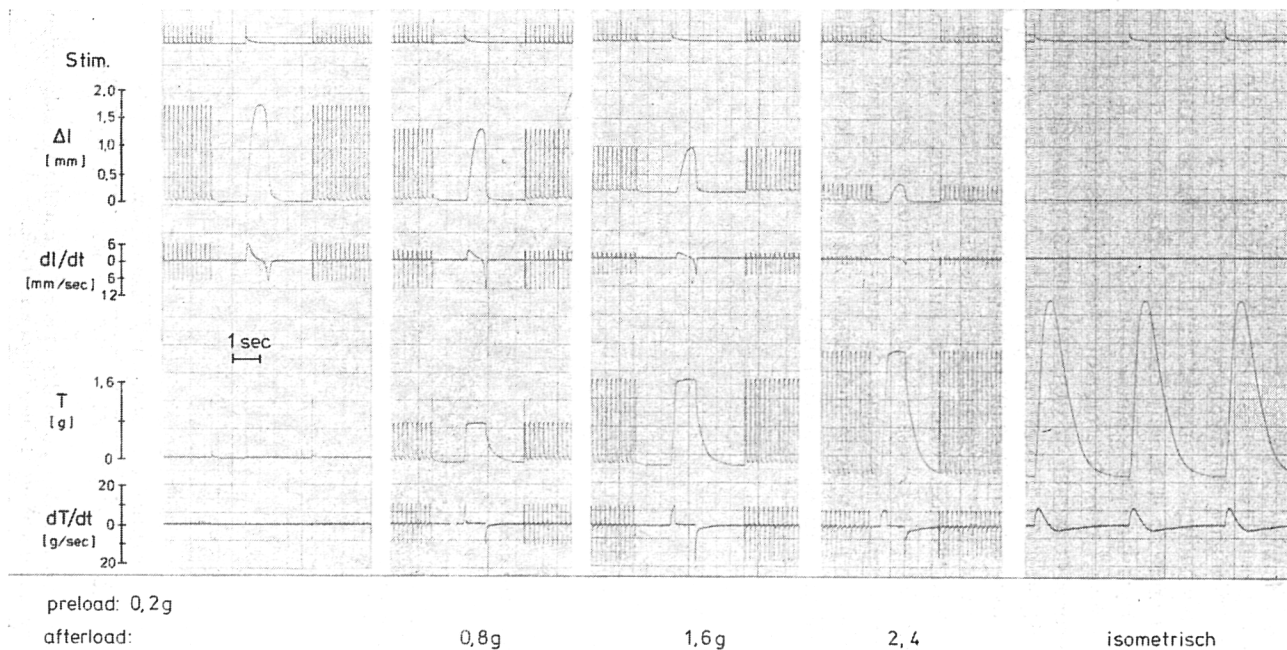 Stim.
2,0
1,5
Δl
1,0
[mm]
0,5
0
6
dl/dt
0
[mm/sec]
6
12
1 sec
1,6
T
[g]
0
20
dT/dt
0
[g/sec]
20
preload: 0,2g
afterload: 0,8g 1,6g 2,4 isometrisch